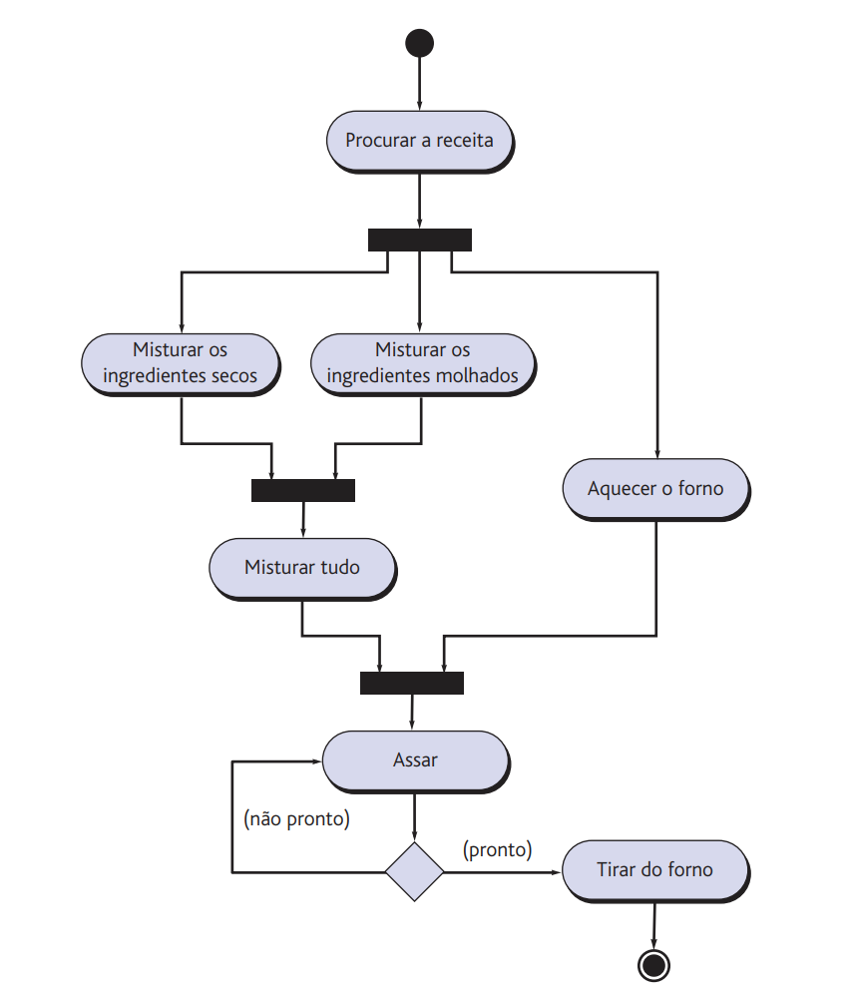 Procurar a receita
Misturar os
ingredientes secos
Misturar os
ingredientes molhados
Aquecer o forno
Misturar tudo
Assar
(não pronto)
(pronto)
Tirar do forno